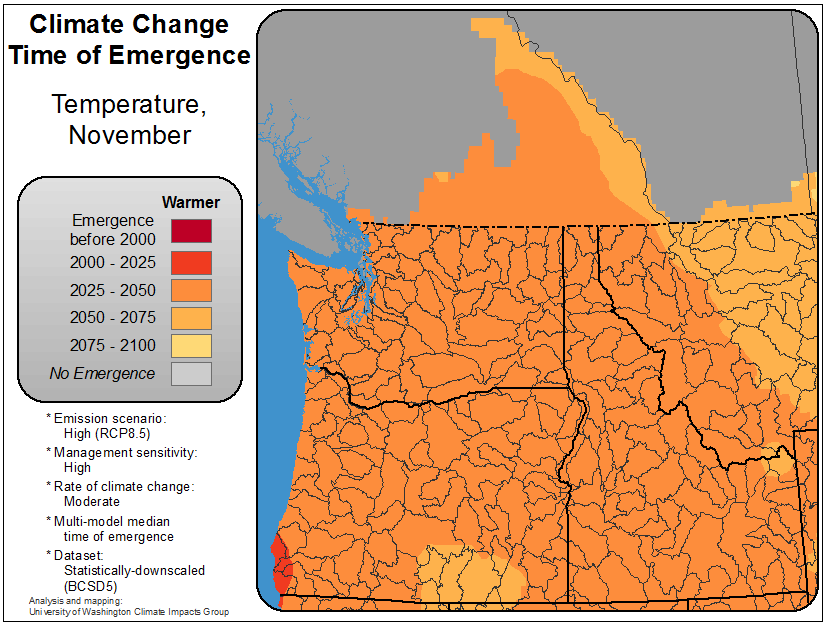 Climate Change
Time of Emergence
Temperature,
November
Warmer
Emergence
before 2000
2000 - 2025
2025 - 2050
2050 - 2075
2075 - 2100
No Emergence
* Emission scenario:
High (RCP8.5)
* Management sensitivity:
High
* Rate of climate change:
Moderate
* Multi-model median
time of emergence
* Dataset:
Statistically-downscaled
(BCSD5)
Analysis and mapping:
University of Washington Climate Impacts Group